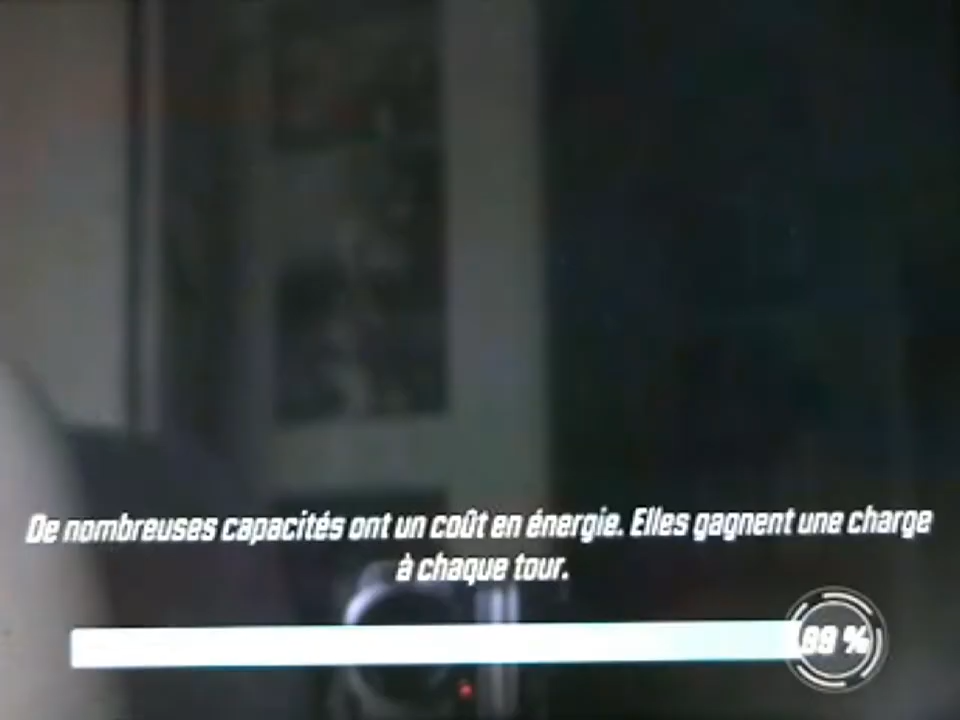 De nombreuses capacités ont un coût en énergie. Elles gagnent une charge
à chaque tour.